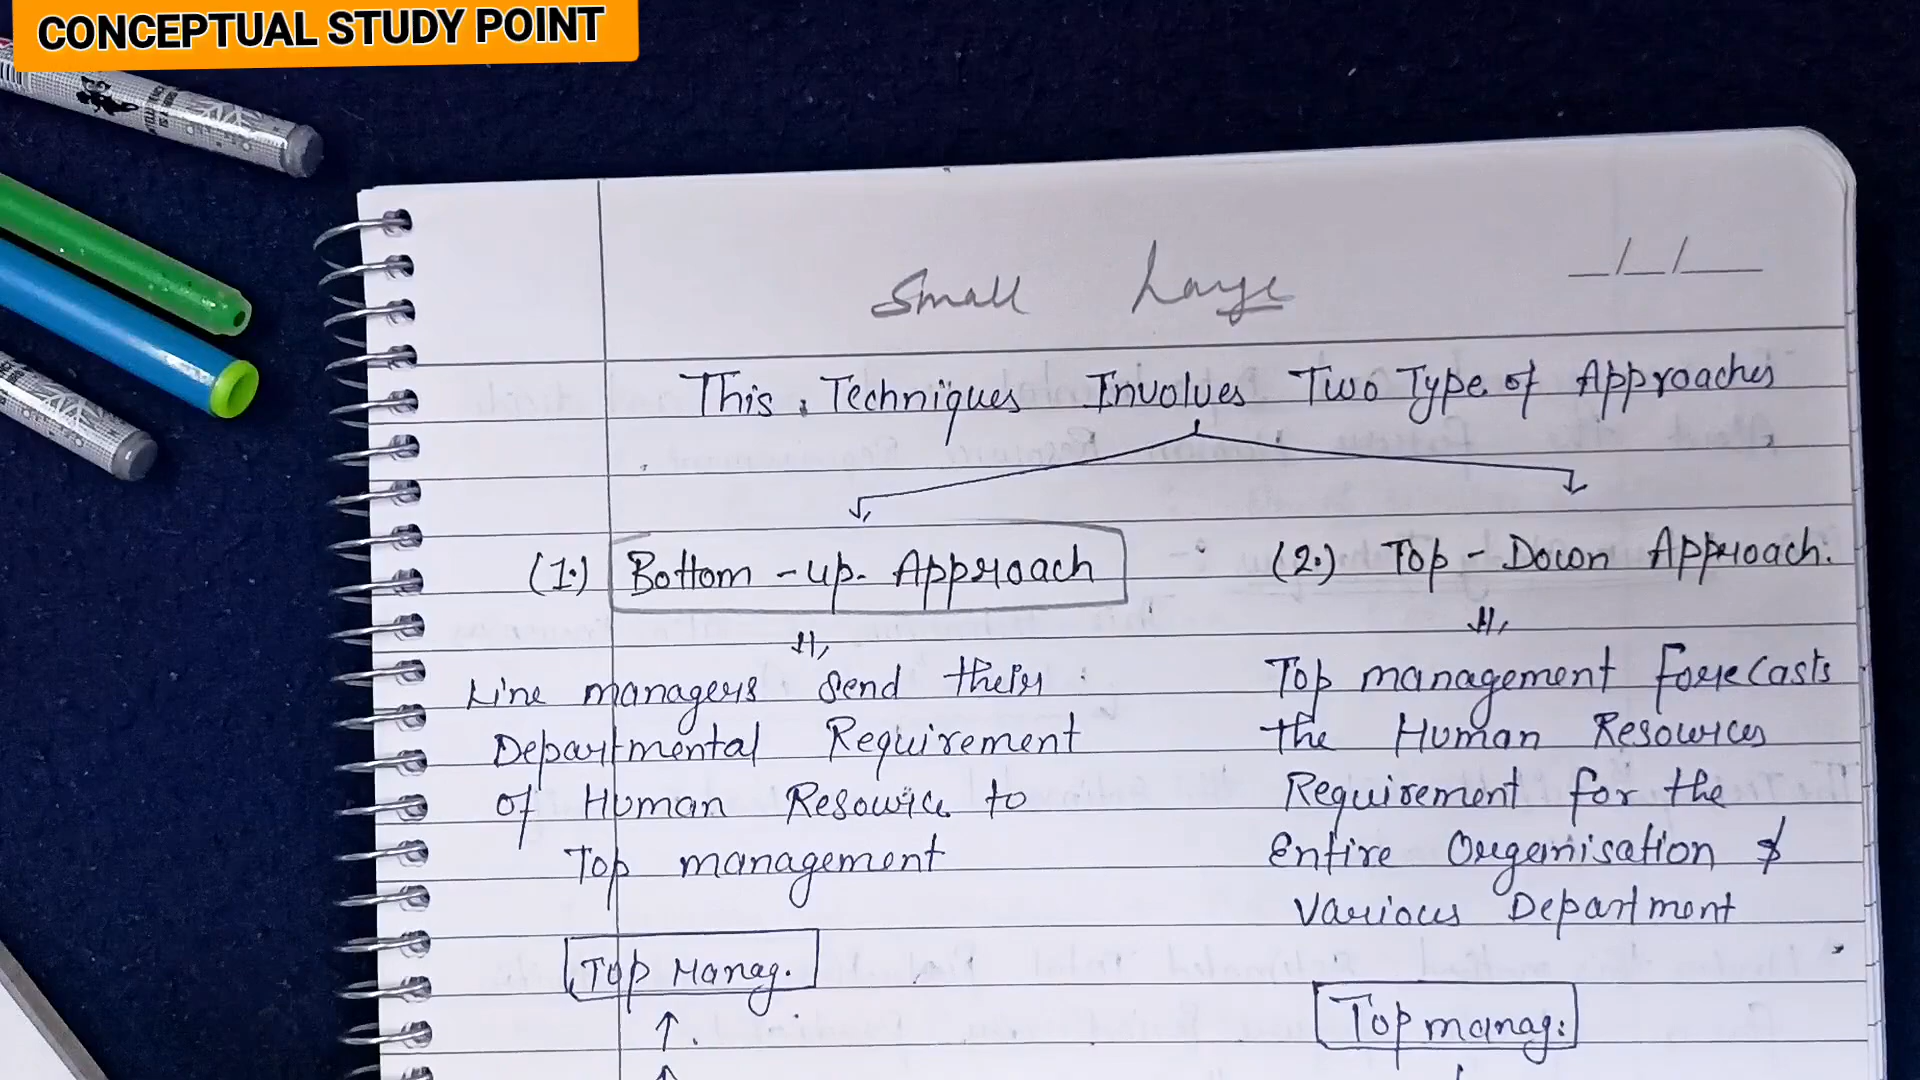 CONCEPTUAL STUDY POINT
Small Large
_/_/__
This Techniques Involves Two Type of Approaches
(1.) Bottom-up-Approach
Line managers Send their
Departmental Requirement
of Human Resource to
Top management
Top Manag.
(2.) Top-Down Approach.
Top management Forecasts
the Human Resources
Requirement for the
Entire Organisation &
Various Department
Top manag.